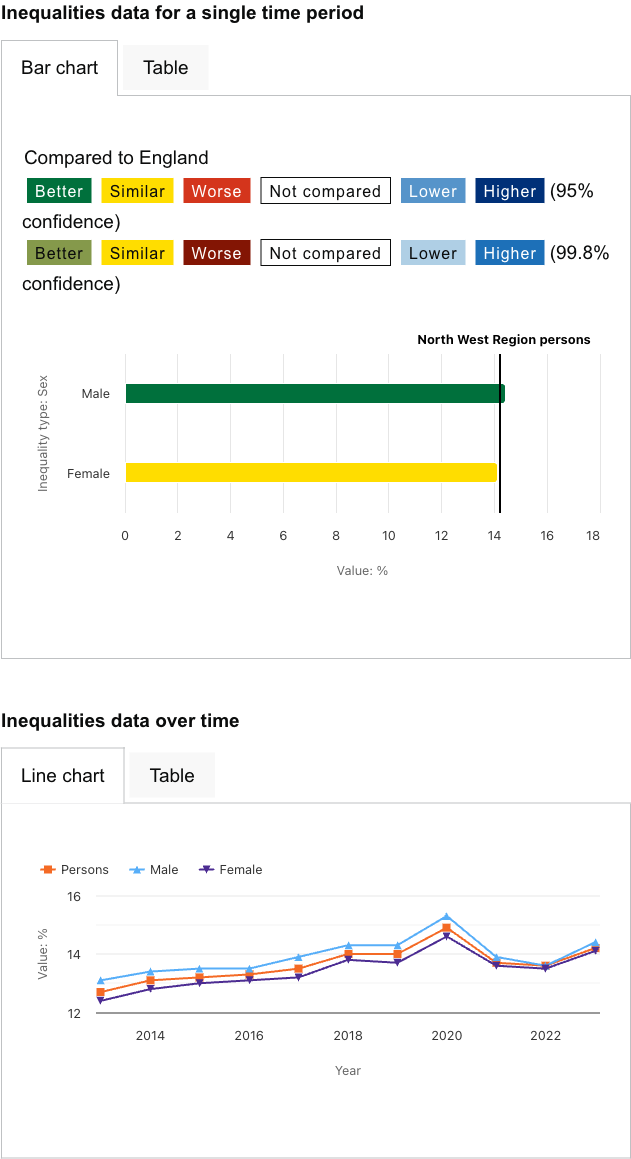 Inequalities data for a single time period
Bar chart Table
Compared to England
Better Similar Worse Not compared Lower Higher (95%
confidence)
Better Similar Worse Not compared Lower Higher (99.8%
confidence)
North West Region persons
Inequality type: Sex
Male
Female
0 2 4 6 8 10 12 14 16 18
Value: %
Inequalities data over time
Line chart Table
Persons Male Female
16
Value: %
14
12
2014 2016 2018 2020 2022
Year